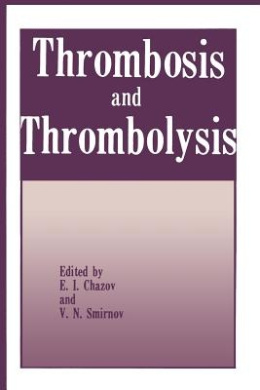 Thrombosis
and
Thrombolysis
Edited by
E. I. Chazov
and
V. N. Smirnov